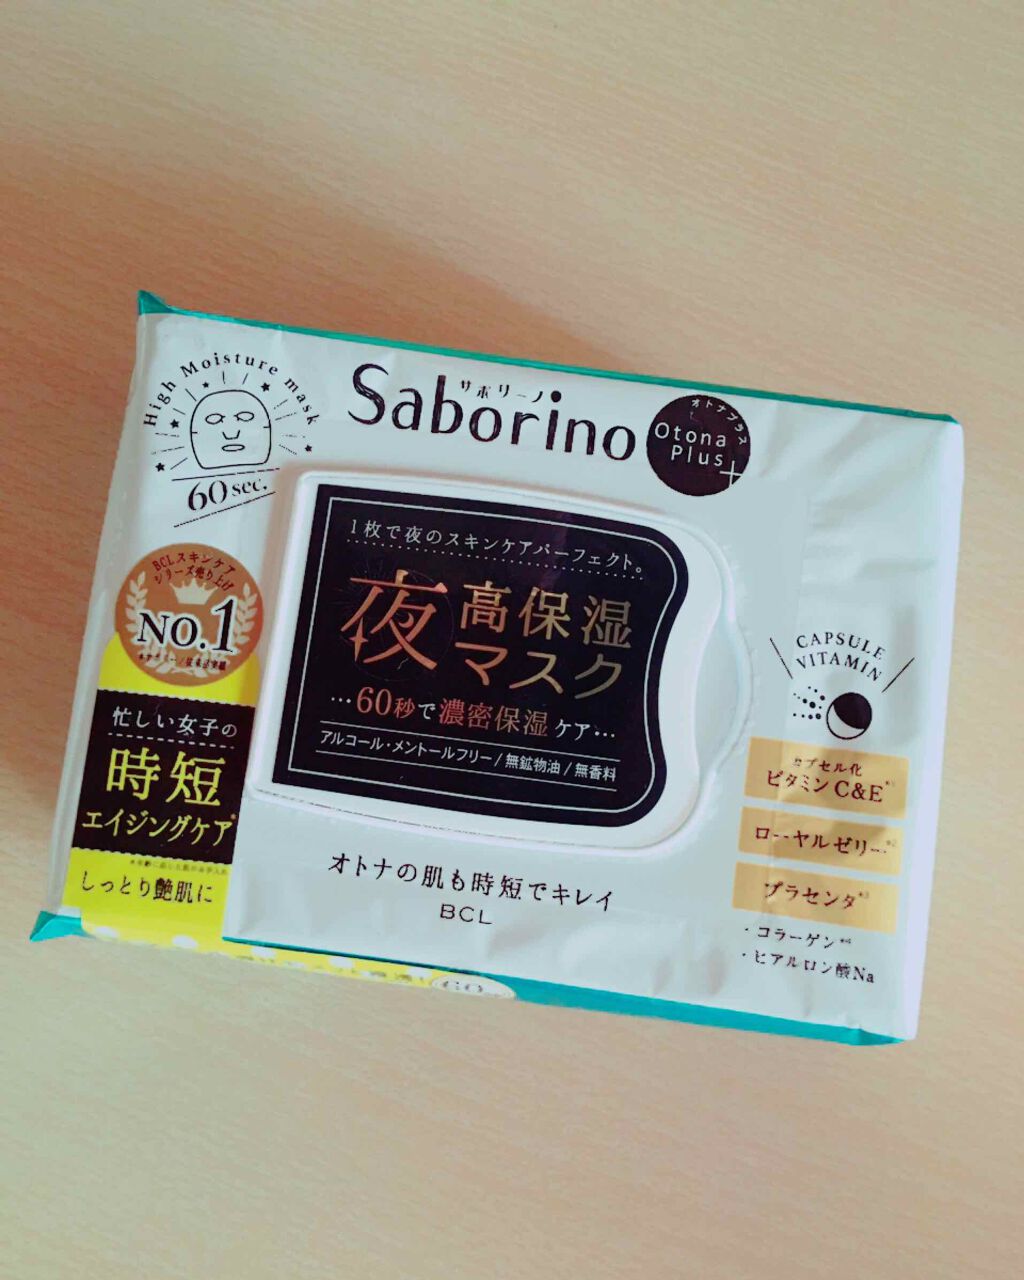 High Moisture mask
60 sec.
サボリーノ
Saborino
オトナプラス
Otona
Plus+
BCLスキンケア
シリーズ売り上げ
NO.1
忙しい女子の
時短
エイジングケア*
しっとり艶肌に
1枚で夜のスキンケアパーフェクト。
夜 高保湿
マスク
…60秒で濃密保湿ケア…
アルコール・メントールフリー/無鉱物油/無香料
オトナの肌も時短でキレイ
BCL
CAPSULE
VITAMIN
カプセル化
ビタミンC&E
ローヤルゼリー
プラセンタ
・コラーゲン
・ヒアルロン酸Na
60